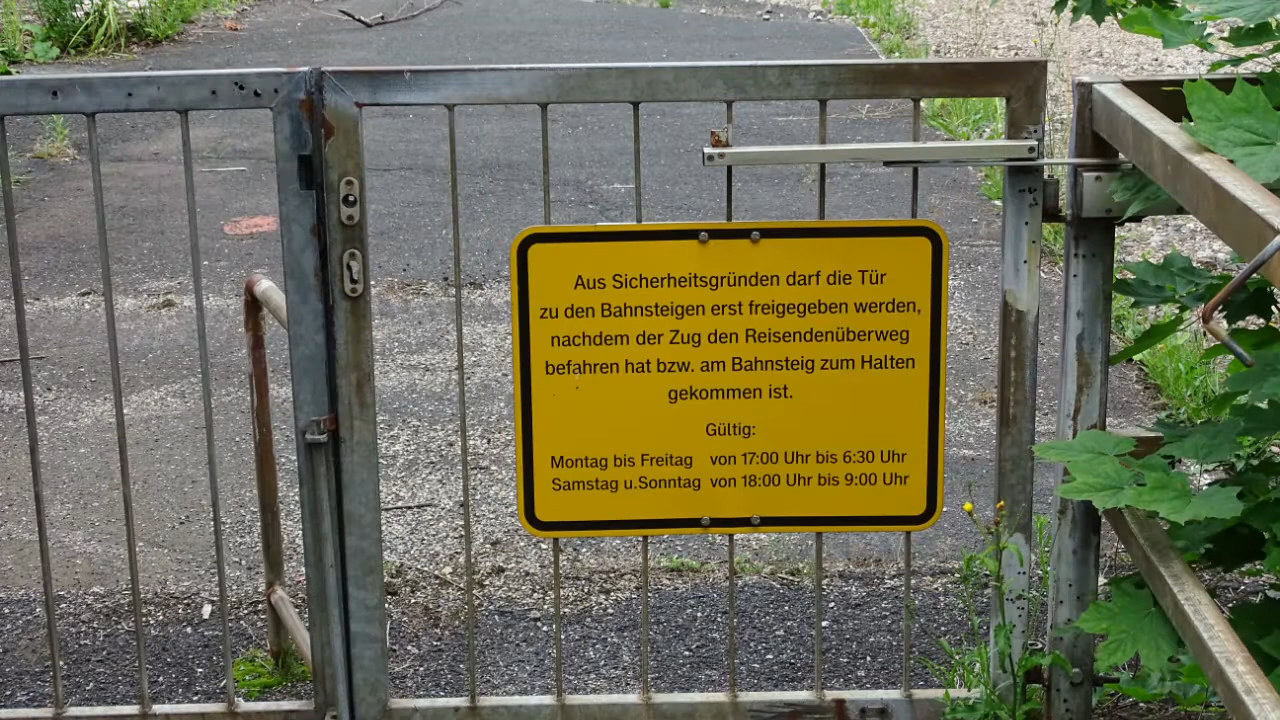 Aus Sicherheitsgründen darf die Tür
zu den Bahnsteigen erst freigegeben werden,
nachdem der Zug den Reisendenüberweg
befahren hat bzw. am Bahnsteig zum Halten
gekommen ist.
Gültig:
Montag bis Freitag von 17:00 Uhr bis 6:30 Uhr
Samstag u.Sonntag von 18:00 Uhr bis 9:00 Uhr